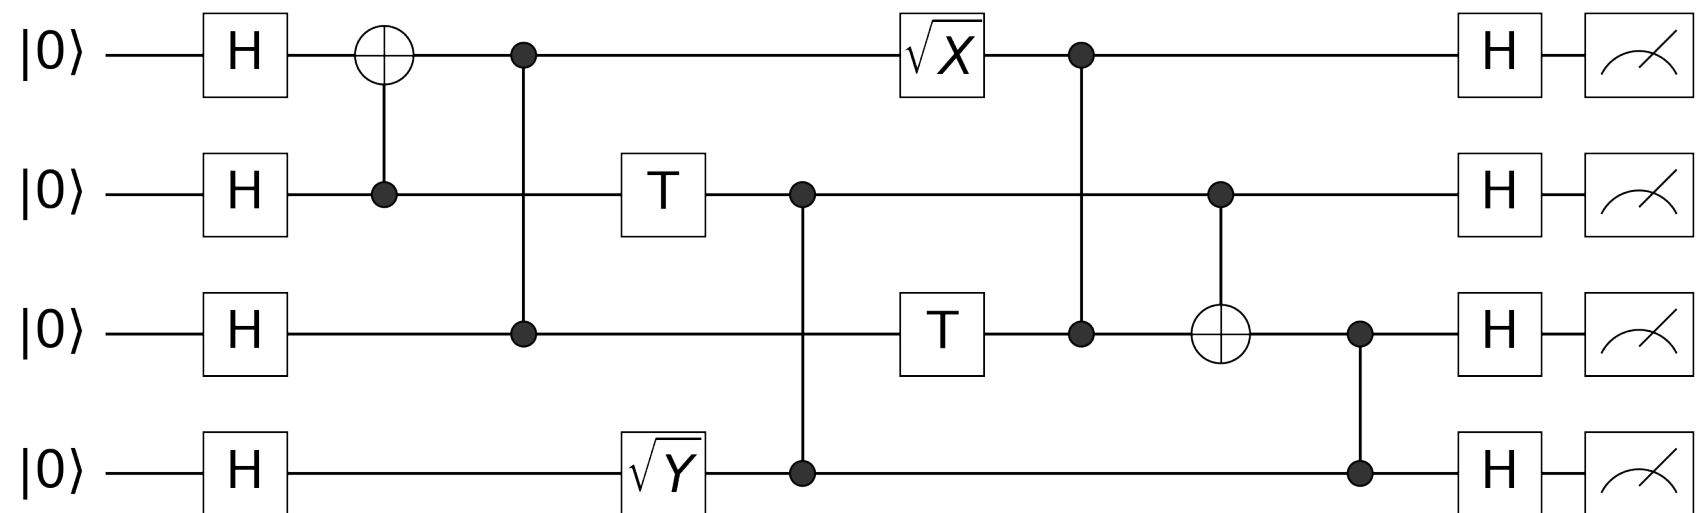 |0⟩ H √X H
|0⟩ H T H
|0⟩ H T H
|0⟩ H √Y H